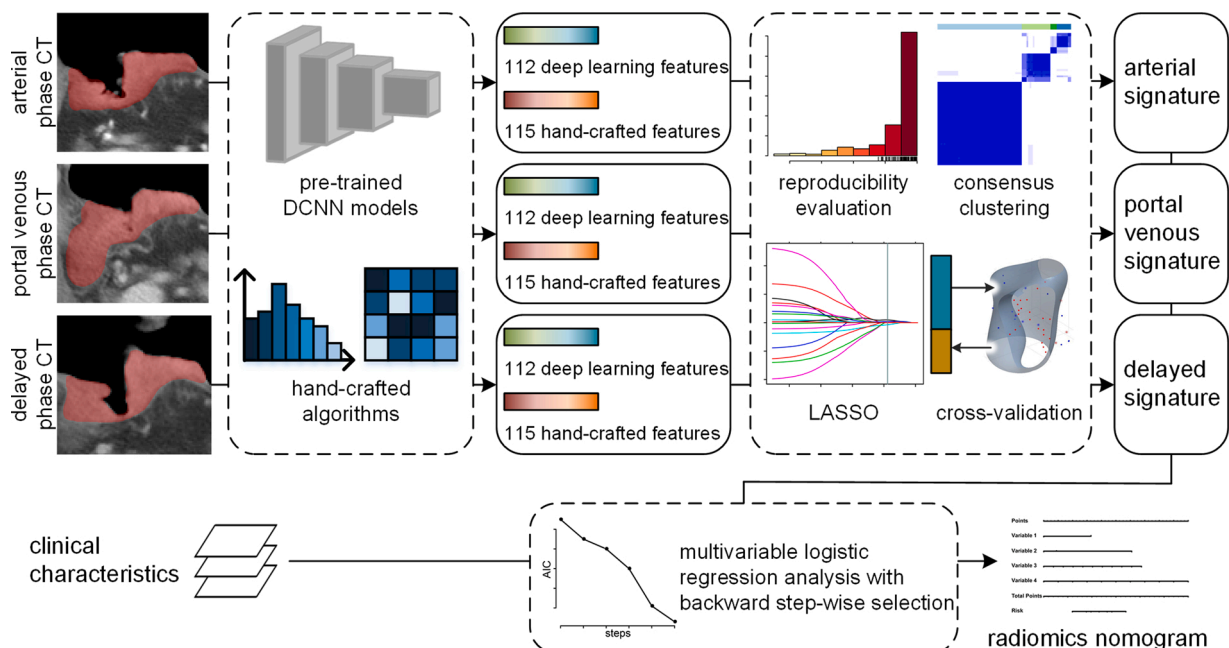 arterial
phase CT
portal venous
phase CT
delayed
phase CT
pre-trained
DCNN models
hand-crafted
algorithms
112 deep learning features
115 hand-crafted features
112 deep learning features
115 hand-crafted features
112 deep learning features
115 hand-crafted features
reproducibility
evaluation
consensus
clustering
LASSO
cross-validation
arterial
signature
portal
venous
signature
delayed
signature
clinical
characteristics
AIC
steps
multivariable logistic
regression analysis with
backward step-wise selection
Points
Variable 1
Variable 2
Variable 3
Variable 4
Total Points
Risk
radiomics nomogram